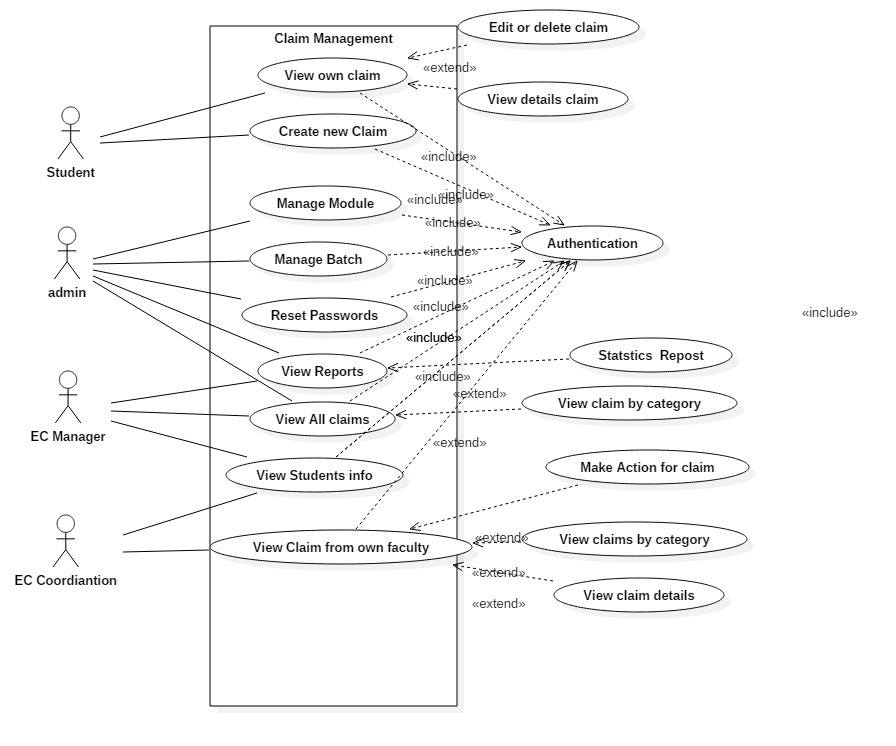 Edit or delete claim
Claim Management
«extend»
View own claim
View details claim
Create new Claim
«include»
Student
«include»
«include»
Manage Module
«include»
Authentication
Manage Batch
«include»
admin
«include»
Reset Passwords
«include»
«include»
«include»
Statstics  Repost
View Reports
«include»
«extend»
View claim by category
View All claims
EC Manager
«extend»
Make Action for claim
View Students info
«extend»
View claims by category
View Claim from own faculty
«extend»
EC Coordiantion
View claim details
«extend»